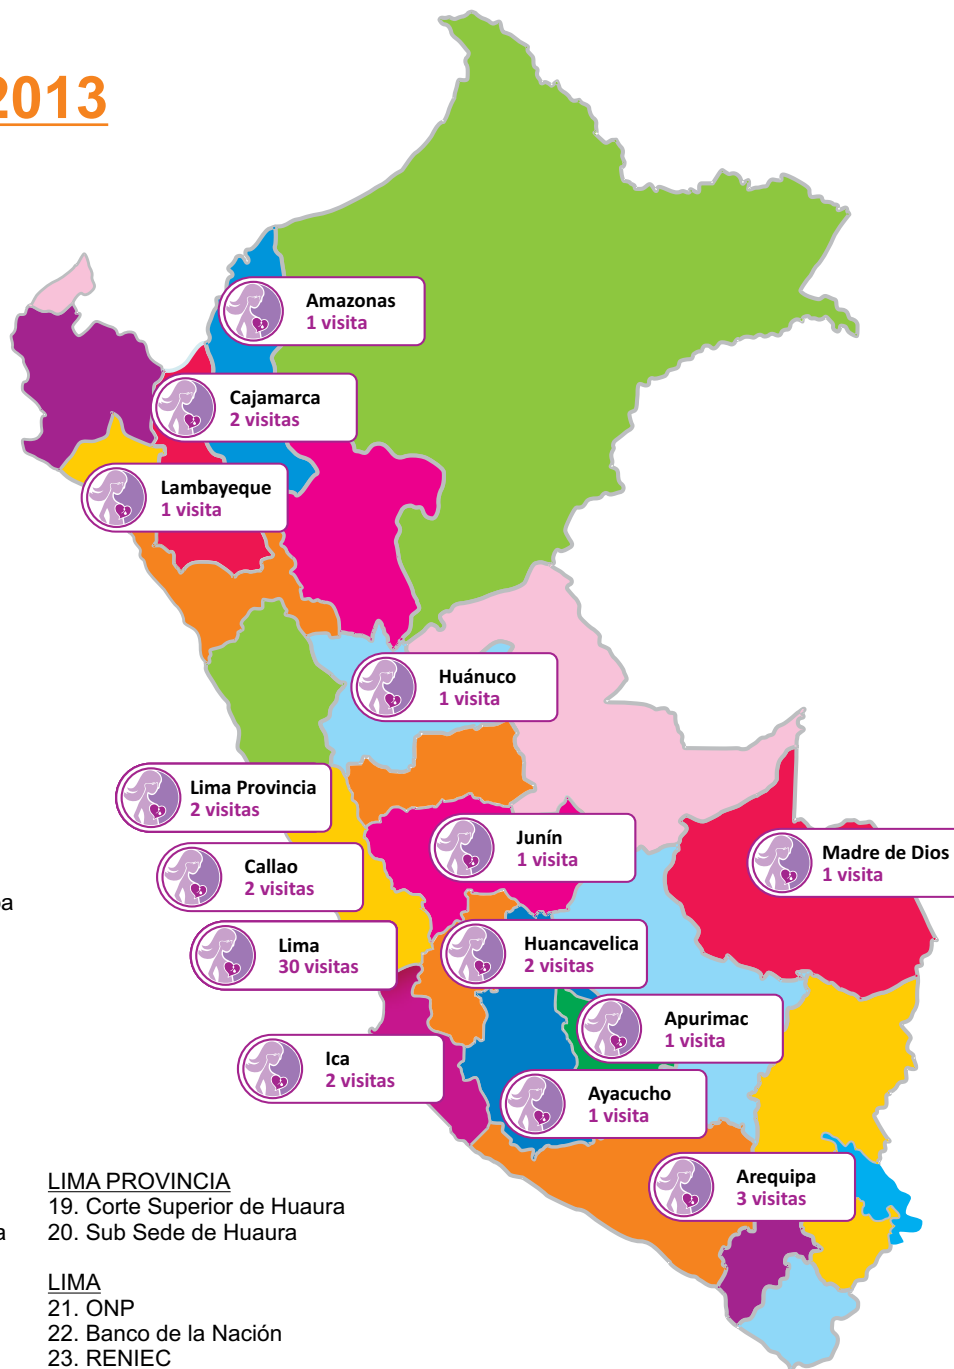 2013
Amazonas
1 visita
Cajamarca
2 visitas
Lambayeque
1 visita
Huánuco
1 visita
Lima Provincia
2 visitas
Junín
1 visita
Madre de Dios
1 visita
Callao
2 visitas
Lima
30 visitas
Huancavelica
2 visitas
Apurimac
1 visita
Ica
2 visitas
Ayacucho
1 visita
Arequipa
3 visitas
LIMA PROVINCIA
19. Corte Superior de Huaura
20. Sub Sede de Huaura
LIMA
21. ONP
22. Banco de la Nación
23. RENIEC